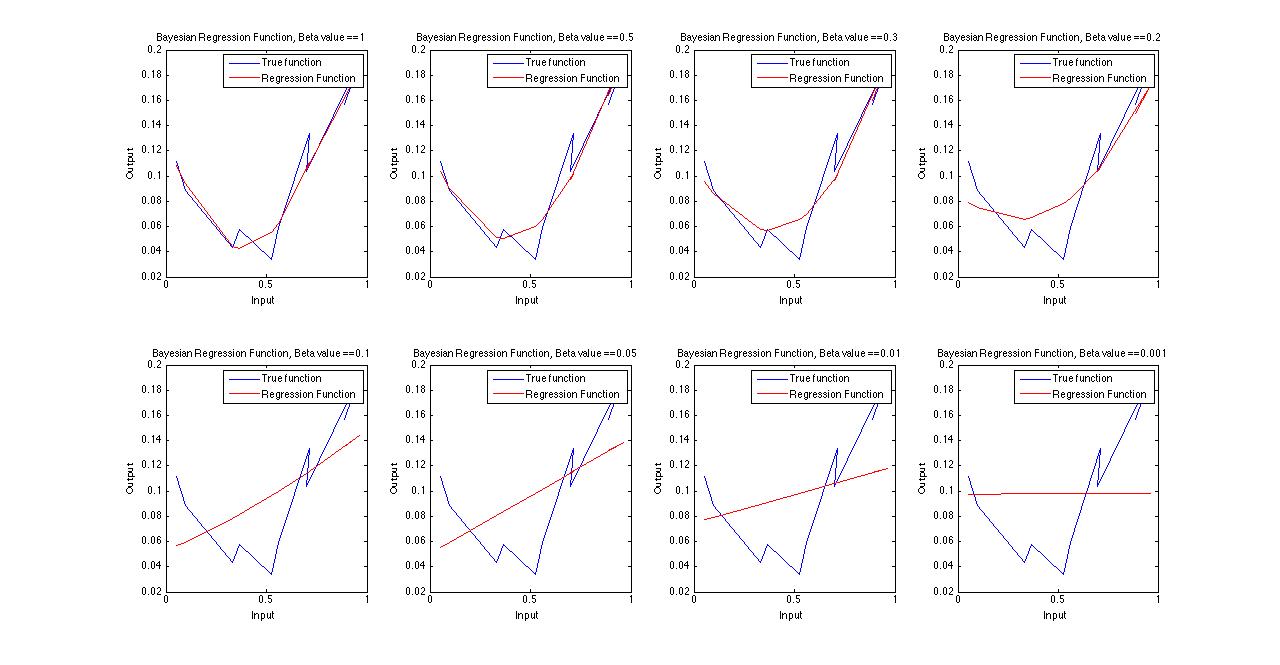 Bayesian Regression Function, Beta value ==1
True function
Regression Function
0.2
0.18
0.16
0.14
0.12
0.1
0.08
0.06
0.04
0.02
Output
0
0.5
1
Input
Bayesian Regression Function, Beta value ==0.5
True function
Regression Function
0.2
0.18
0.16
0.14
0.12
0.1
0.08
0.06
0.04
0.02
Output
0
0.5
1
Input
Bayesian Regression Function, Beta value ==0.3
True function
Regression Function
0.2
0.18
0.16
0.14
0.12
0.1
0.08
0.06
0.04
0.02
Output
0
0.5
1
Input
Bayesian Regression Function, Beta value ==0.2
True function
Regression Function
0.2
0.18
0.16
0.14
0.12
0.1
0.08
0.06
0.04
0.02
Output
0
0.5
1
Input
Bayesian Regression Function, Beta value ==0.1
True function
Regression Function
0.2
0.18
0.16
0.14
0.12
0.1
0.08
0.06
0.04
0.02
Output
0
0.5
1
Input
Bayesian Regression Function, Beta value ==0.05
True function
Regression Function
0.2
0.18
0.16
0.14
0.12
0.1
0.08
0.06
0.04
0.02
Output
0
0.5
1
Input
Bayesian Regression Function, Beta value ==0.01
True function
Regression Function
0.2
0.18
0.16
0.14
0.12
0.1
0.08
0.06
0.04
0.02
Output
0
0.5
1
Input
Bayesian Regression Function, Beta value ==0.001
True function
Regression Function
0.2
0.18
0.16
0.14
0.12
0.1
0.08
0.06
0.04
0.02
Output
0
0.5
1
Input